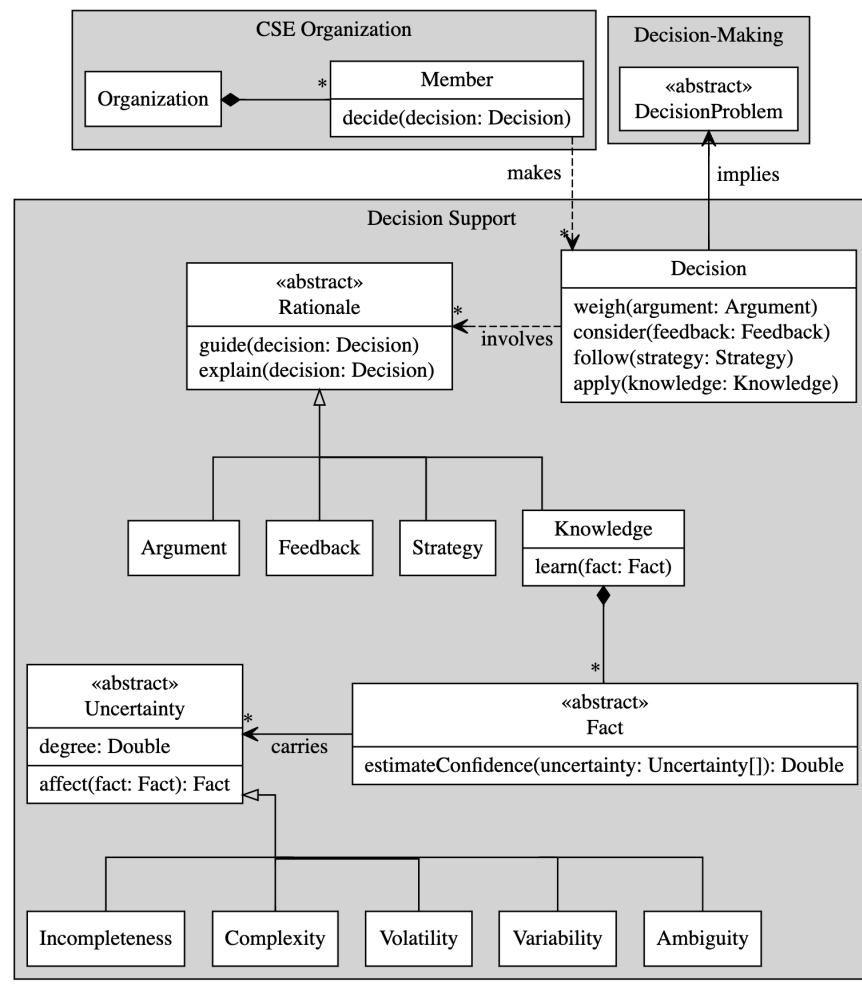 CSE Organization
Decision-Making
Organization
*
Member
decide(decision: Decision)
«abstract»
DecisionProblem
makes
implies
*
Decision Support
«abstract»
Rationale
guide(decision: Decision)
explain(decision: Decision)
*
involves
Decision
weigh(argument: Argument)
consider(feedback: Feedback)
follow(strategy: Strategy)
apply(knowledge: Knowledge)
Argument
Feedback
Strategy
Knowledge
learn(fact: Fact)
*
«abstract»
Uncertainty
degree: Double
affect(fact: Fact): Fact
*
carries
«abstract»
Fact
estimateConfidence(uncertainty: Uncertainty[]): Double
Incompleteness
Complexity
Volatility
Variability
Ambiguity